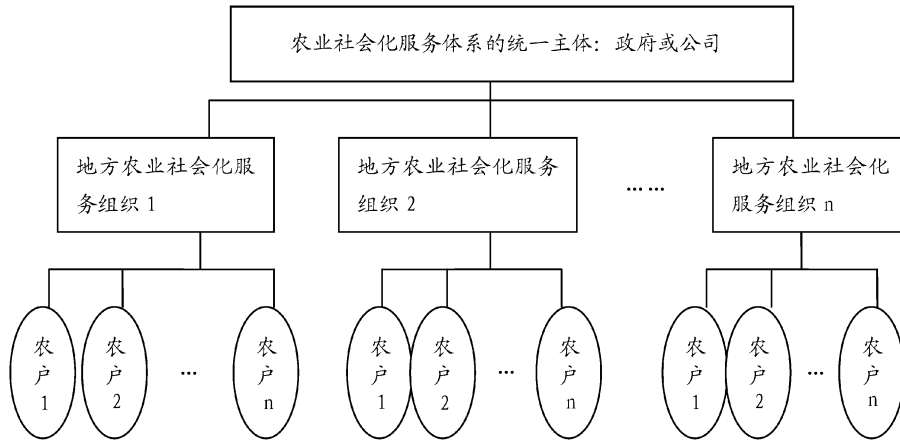 农业社会化服务体系的统一主体：政府或公司
地方农业社会化服
务组织 1
地方农业社会化服务
组织 2
……
地方农业社会化
服务组织 n
农户 1
农户 2
…
农户 n
农户 1
农户 2
…
农户 n
农户 1
农户 2
…
农户 n